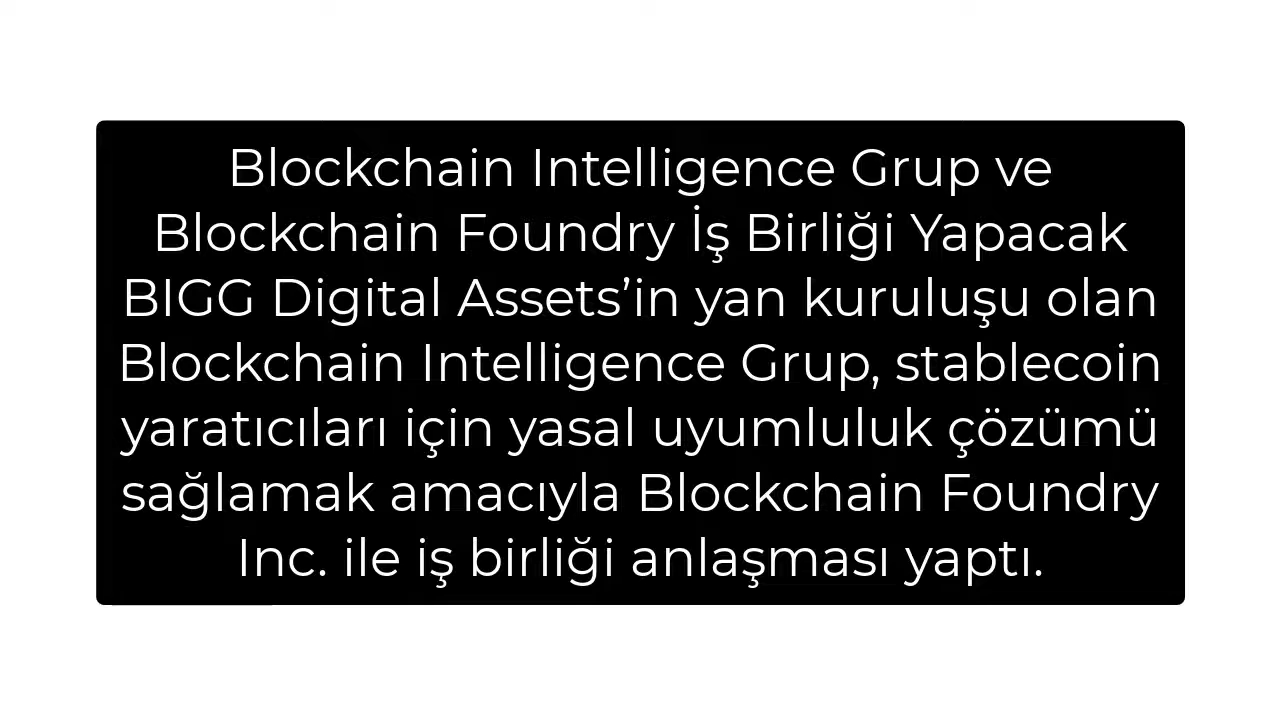 Blockchain Intelligence Grup ve
Blockchain Foundry İş Birliği Yapacak
BIGG Digital Assets’in yan kuruluşu olan
Blockchain Intelligence Grup, stablecoin
yaratıcıları için yasal uyumluluk çözümü
sağlamak amacıyla Blockchain Foundry
Inc. ile iş birliği anlaşması yaptı.